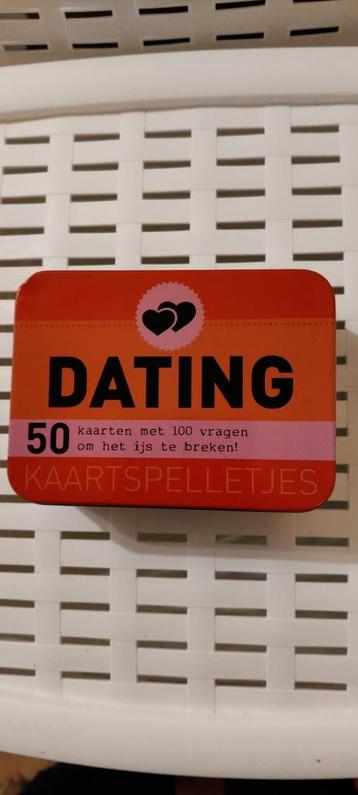 DATING
50 kaarten met 100 vragen
om het ijs te breken!
KAARTSPELLETJES